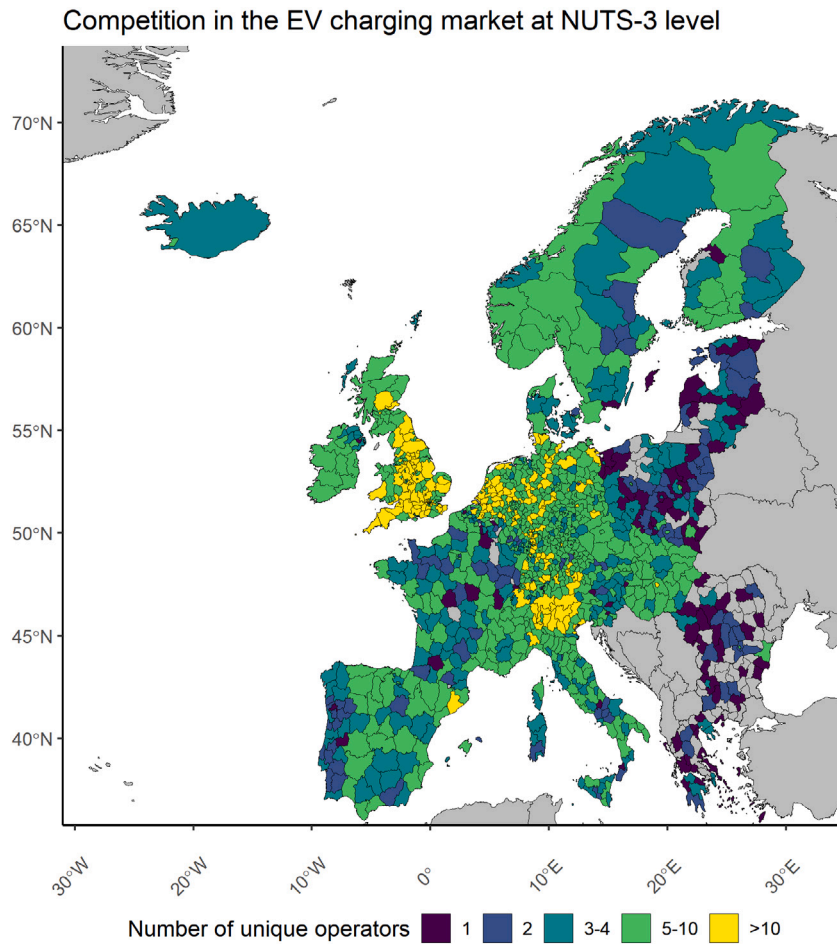 Competition in the EV charging market at NUTS-3 level
70°N
65°N
60°N
55°N
50°N
45°N
40°N
30°W
20°W
10°W
0°
10°E
20°E
30°E
Number of unique operators 1 2 3-4 5-10 >10